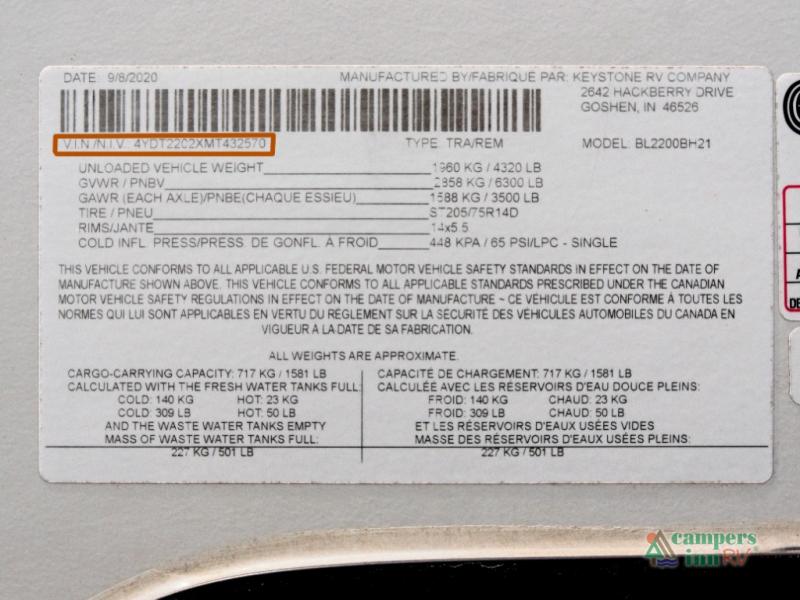 DATE: 9/8/2020 MANUFACTURED BY/FABRIQUÉ PAR: KEYSTONE RV COMPANY
2642 HACKBERRY DRIVE
GOSHEN, IN 46526
V.I.N./N.I.V.: 4YDT2202XMT432570 TYPE: TRA/REM MODEL: BL2200BH21
UNLOADED VEHICLE WEIGHT 1960 KG / 4320 LB
GVWR / PNBV 2858 KG / 6300 LB
GAWR (EACH AXLE)/PNBE(CHAQUE ESSIEU) 1588 KG / 3500 LB
TIRE / PNEU ST205/75R14D
RIMS/JANTE 14x5.5
COLD INFL. PRESS/PRESS. DE GONFL. À FROID 448 KPA / 65 PSI/LPC - SINGLE
THIS VEHICLE CONFORMS TO ALL APPLICABLE U.S. FEDERAL MOTOR VEHICLE SAFETY STANDARDS IN EFFECT ON THE DATE OF
MANUFACTURE SHOWN ABOVE. THIS VEHICLE CONFORMS TO ALL APPLICABLE STANDARDS PRESCRIBED UNDER THE CANADIAN
MOTOR VEHICLE SAFETY REGULATIONS IN EFFECT ON THE DATE OF MANUFACTURE ~ CE VÉHICULE EST CONFORME À TOUTES LES
NORMES QUI LUI SONT APPLICABLES EN VERTU DU RÈGLEMENT SUR LA SÉCURITÉ DES VÉHICULES AUTOMOBILES DU CANADA EN
VIGUEUR À LA DATE DE SA FABRICATION.
ALL WEIGHTS ARE APPROXIMATE.
CARGO-CARRYING CAPACITY: 717 KG / 1581 LB
CALCULATED WITH THE FRESH WATER TANKS FULL:
COLD: 140 KG HOT: 23 KG
COLD: 309 LB HOT: 50 LB
AND THE WASTE WATER TANKS EMPTY
MASS OF WASTE WATER TANKS FULL:
227 KG / 501 LB
CAPACITÉ DE CHARGEMENT: 717 KG / 1581 LB
CALCULÉE AVEC LES RÉSERVOIRS D'EAU DOUCE PLEINS:
FROID: 140 KG CHAUD: 23 KG
FROID: 309 LB CHAUD: 50 LB
ET LES RÉSERVOIRS D'EAU USÉES VIDES
MASSE DES RÉSERVOIRS D'EAU USÉES PLEINS:
227 KG / 501 LB
campers
inn RV